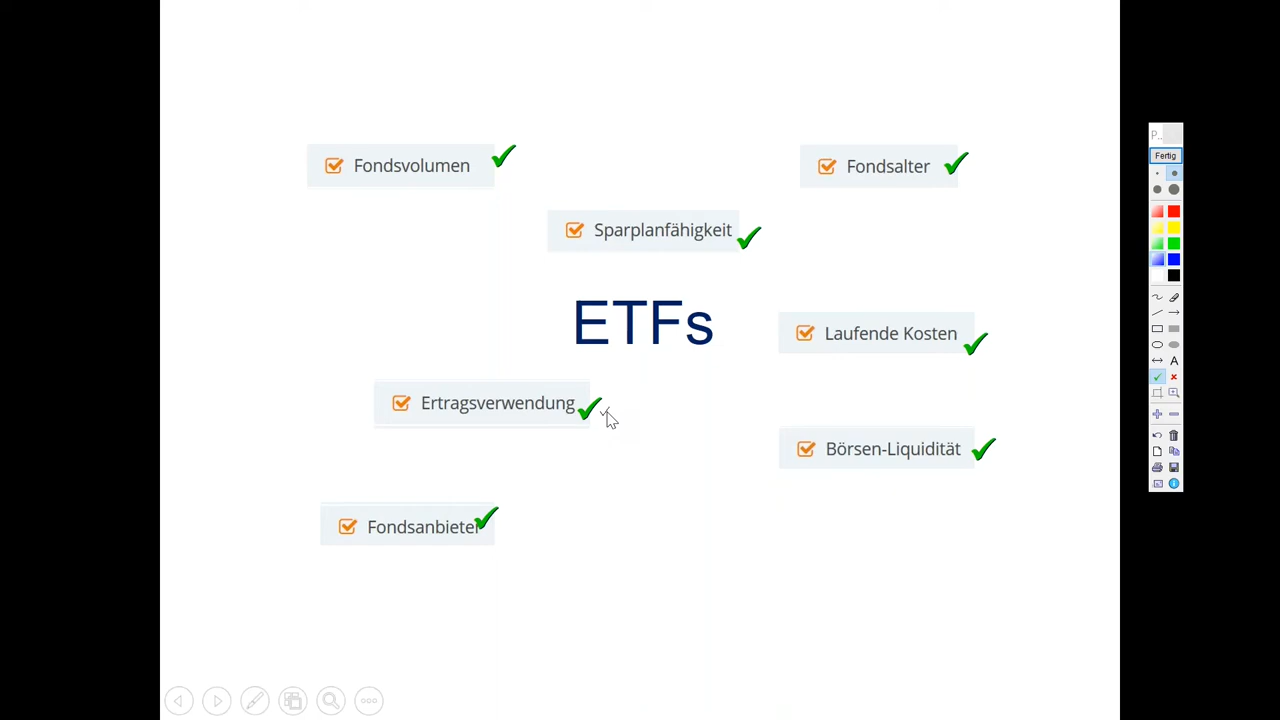 Fondsvolumen
Fondsalter
Sparplanfähigkeit
ETFs
Laufende Kosten
Ertragsverwendung
Börsen-Liquidität
Fondsanbieter
P...
Fertig
A